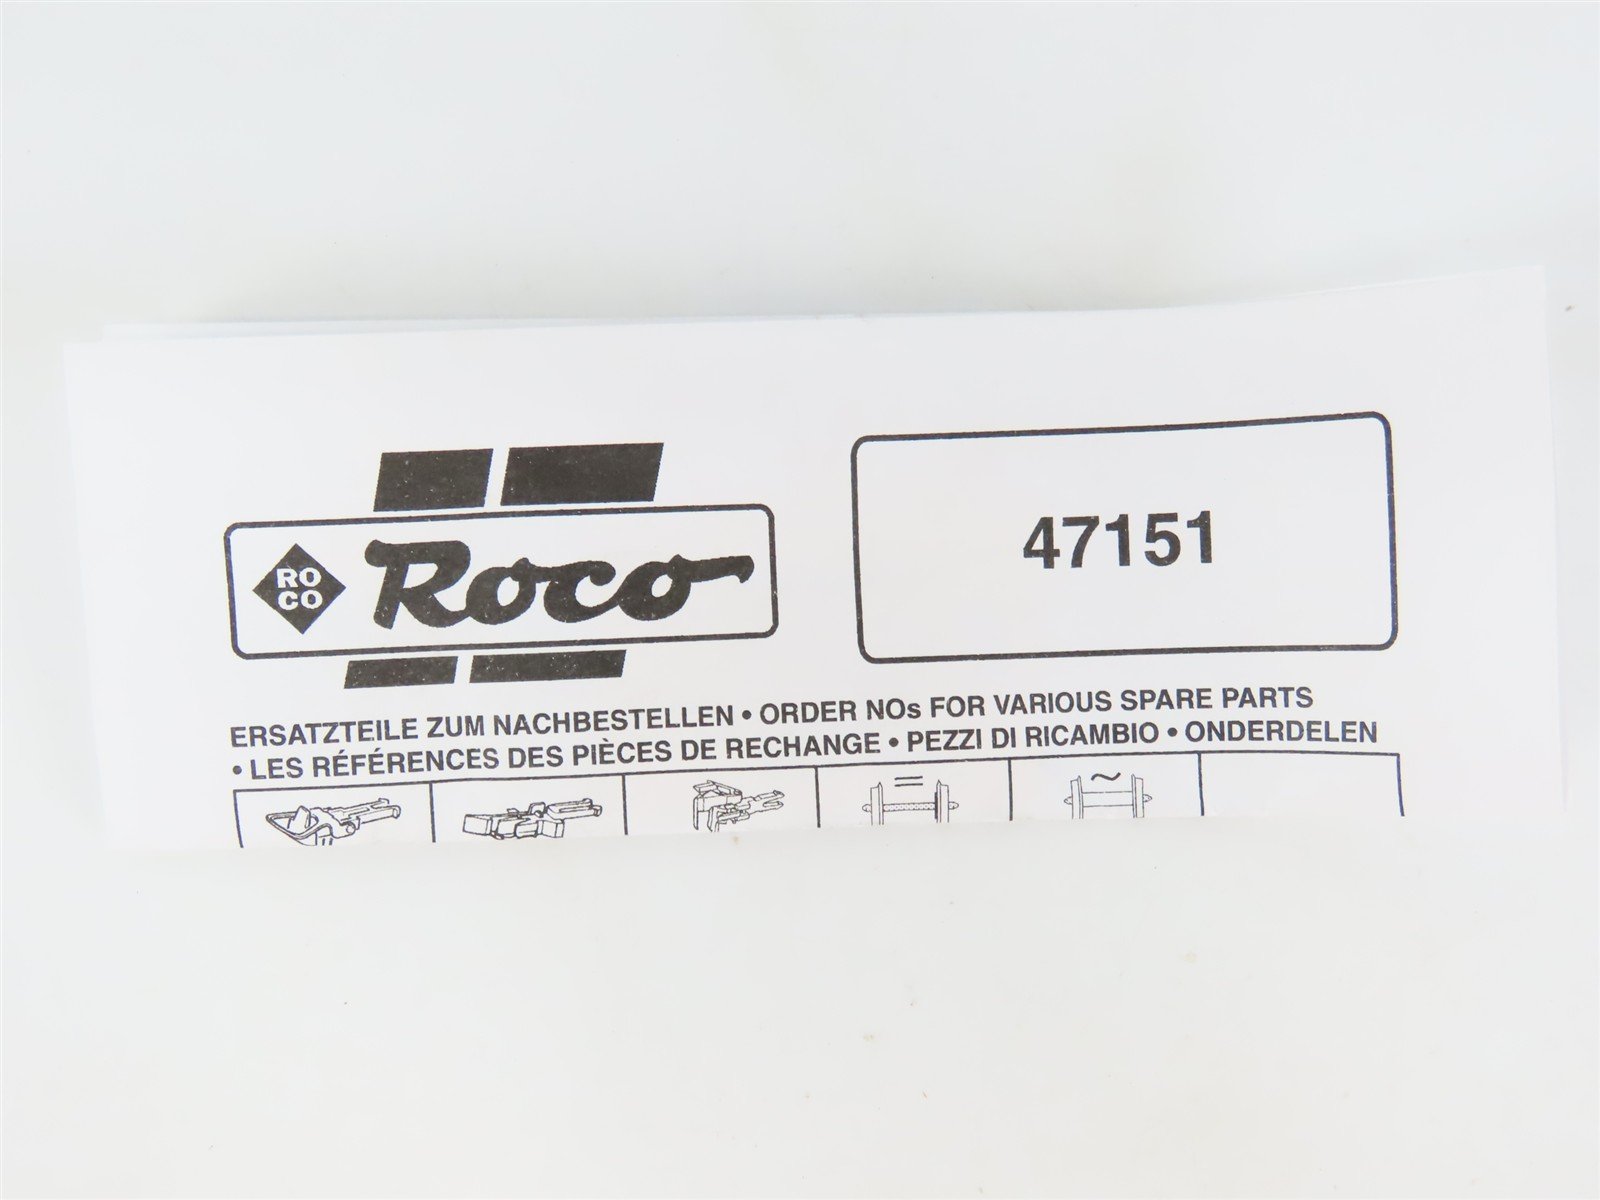 RO
CO
Roco
47151
ERSATZTEILE ZUM NACHBESTELLEN • ORDER NOs FOR VARIOUS SPARE PARTS
• LES RÉFÉRENCES DES PIÈCES DE RECHANGE • PEZZI DI RICAMBIO • ONDERDELEN